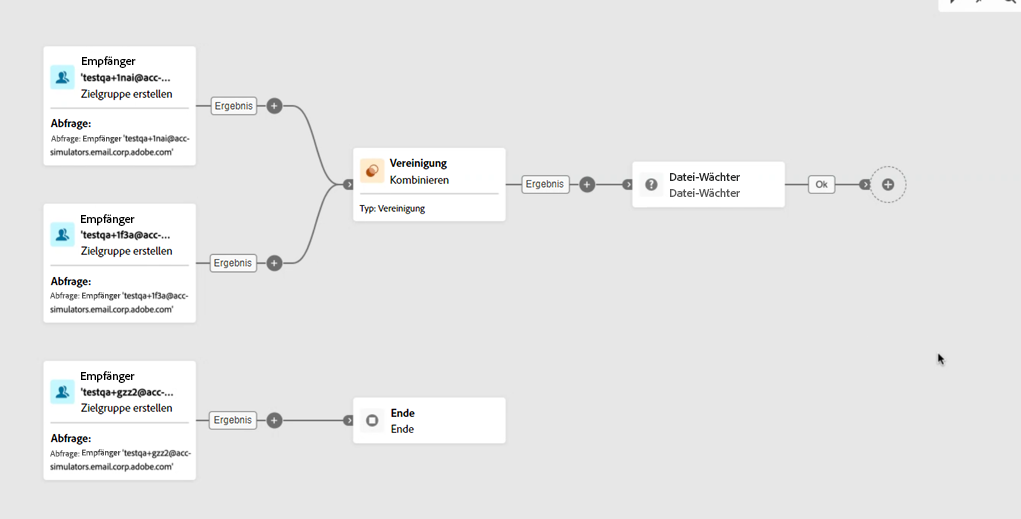 Empfänger
'testqa+1nai@acc-...
Zielgruppe erstellen
Abfrage:
Abfrage: Empfänger 'testqa+1nai@acc-
simulators.email.corp.adobe.com'
Ergebnis
Empfänger
'testqa+1f3a@acc-...
Zielgruppe erstellen
Abfrage:
Abfrage: Empfänger 'testqa+1f3a@acc-
simulators.email.corp.adobe.com'
Ergebnis
Vereinigung
Kombinieren
Typ: Vereinigung
Ergebnis
Datei-Wächter
Datei-Wächter
Ok
Empfänger
'testqa+gzz2@acc-...
Zielgruppe erstellen
Abfrage:
Abfrage: Empfänger 'testqa+gzz2@acc-
simulators.email.corp.adobe.com'
Ergebnis
Ende
Ende